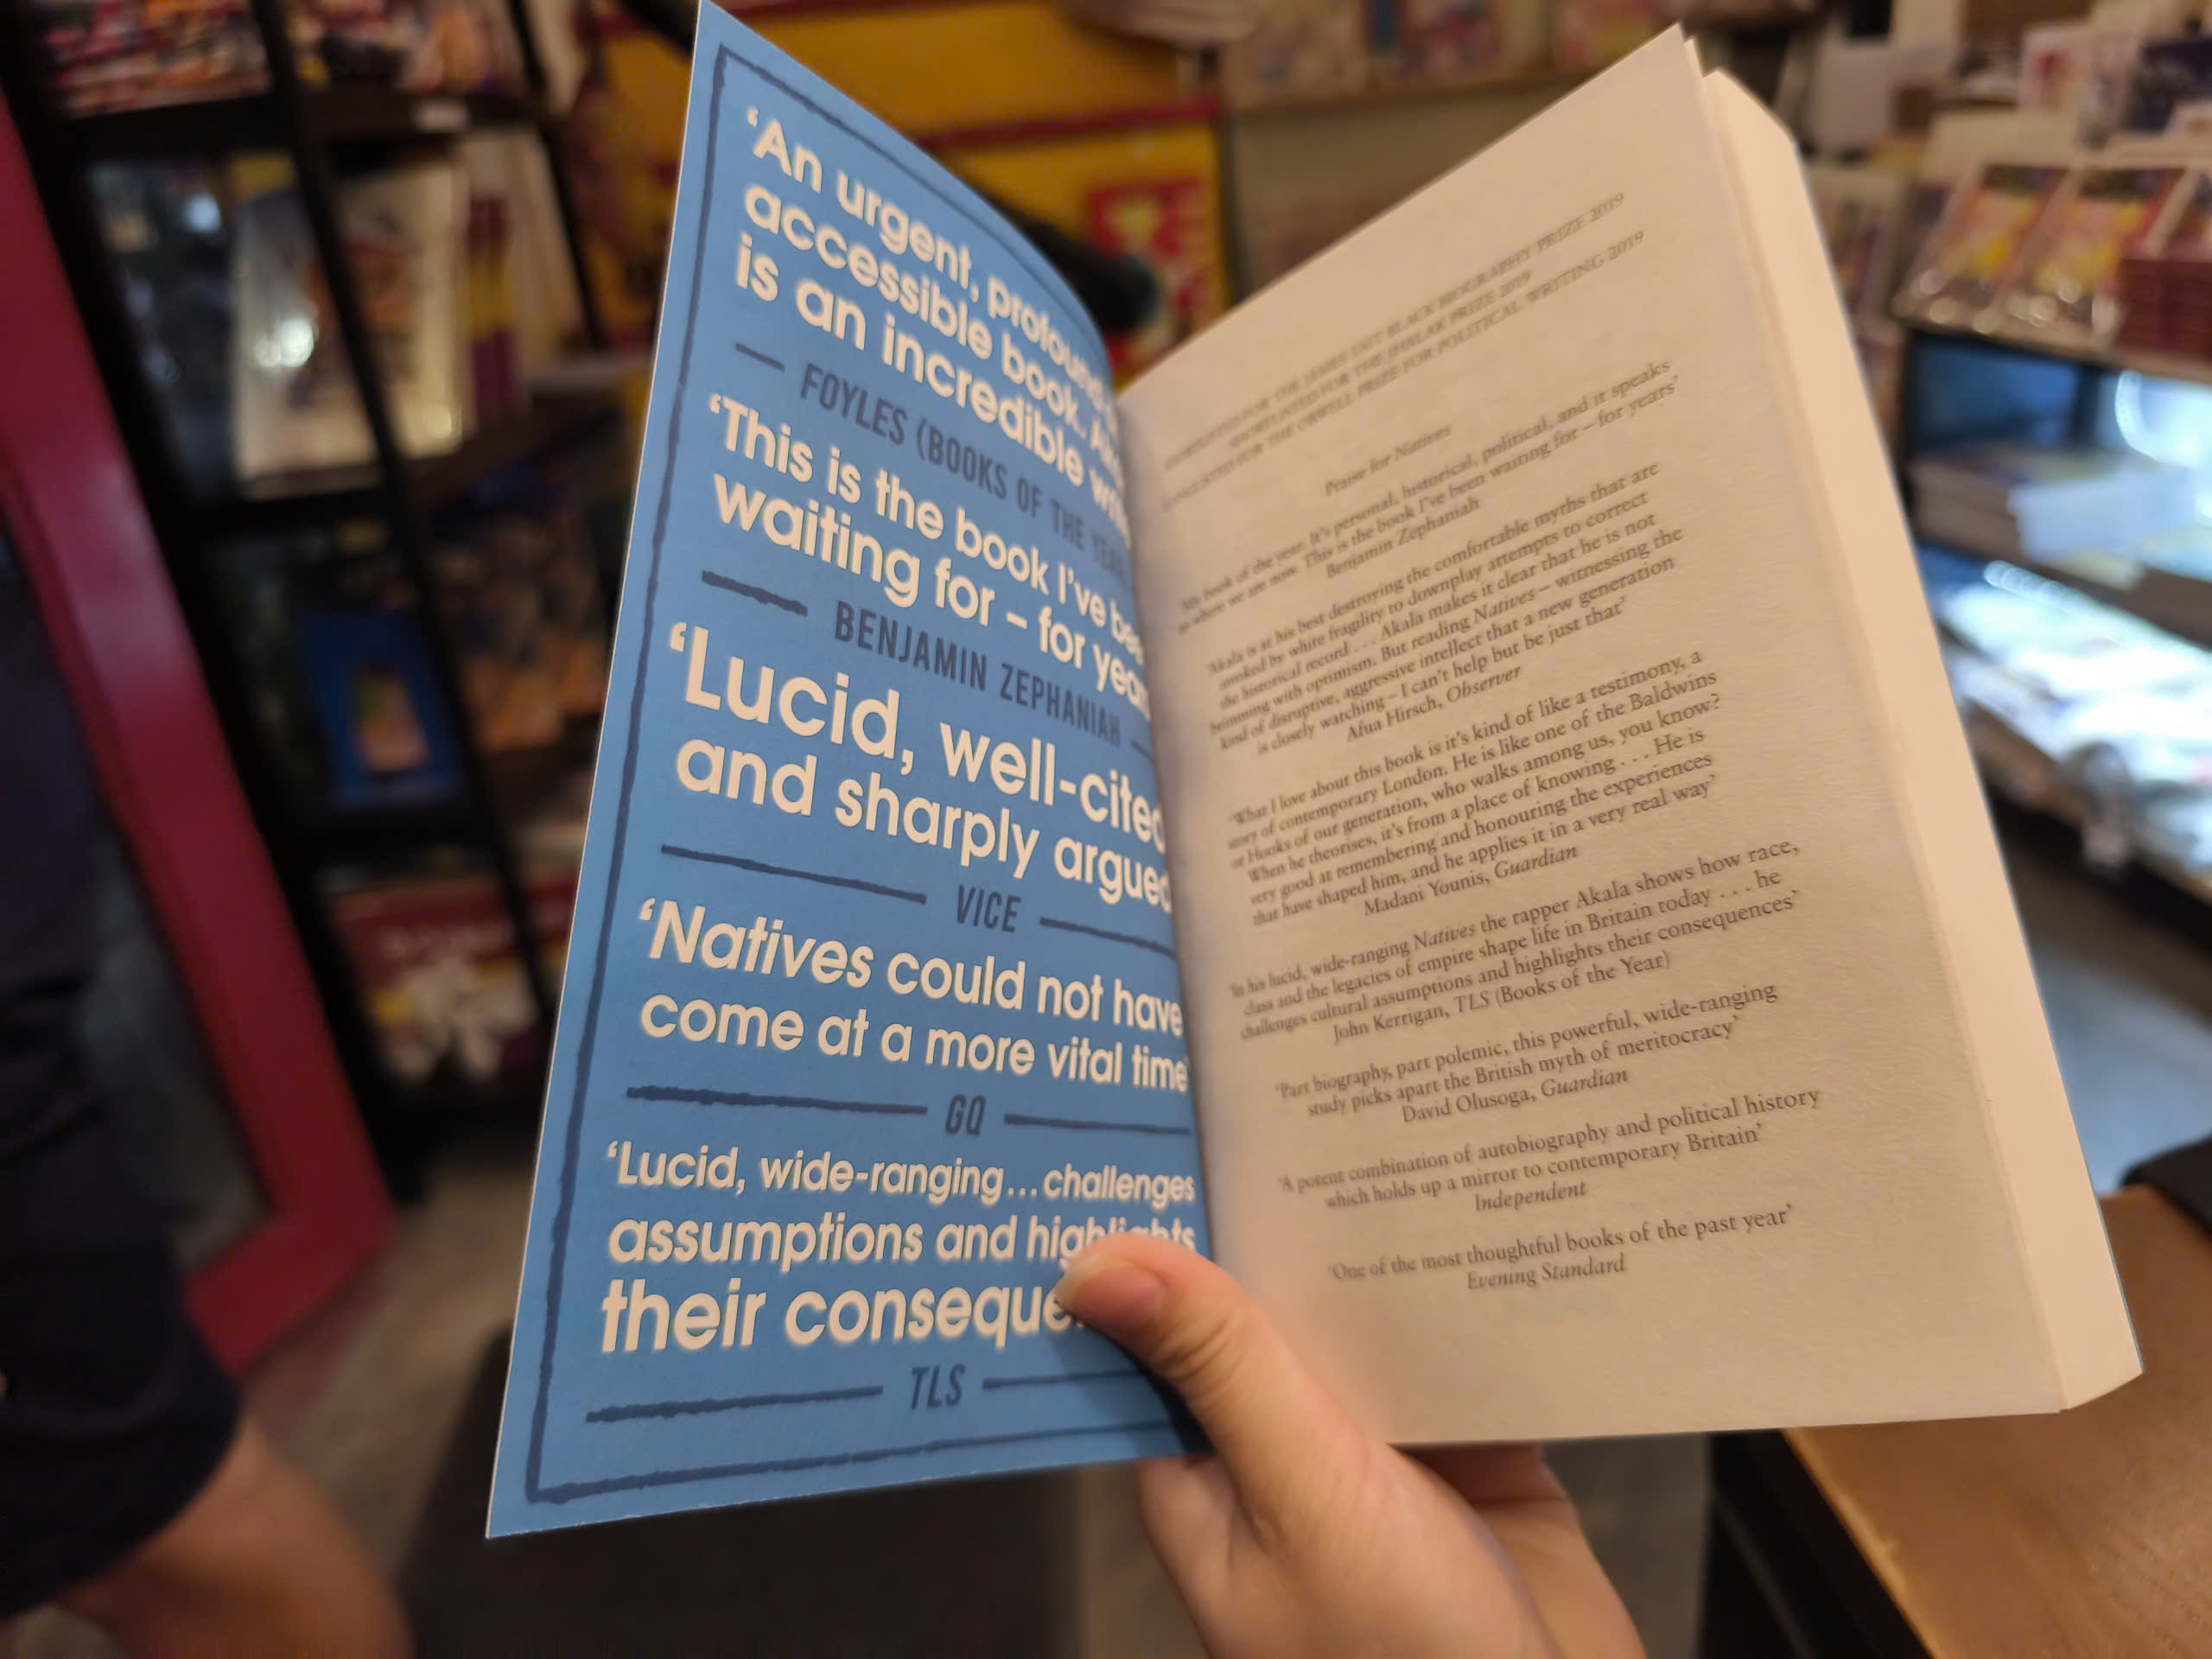 ‘An urgent, profound
accessible book.
is an incredible
FOYLES (BOOKS OF THE YEAR
‘This is the book I’ve been
waiting for – for years
BENJAMIN ZEPHANIAH
‘Lucid, well-cited
and sharply argued
VICE
‘Natives could not have
come at a more vital time’
GQ
‘Lucid, wide-ranging... challenges
assumptions and highlights
their conseque
TLS
SHORTLISTED FOR THE JAMES TAIT BLACK BIOGRAPHY PRIZE 2019
SHORTLISTED FOR THE JHALAK PRIZE 2019
LONGLISTED FOR THE ORWELL PRIZE FOR POLITICAL WRITING 2019
Praise for Natives
‘My book of the year. It’s personal, historical, political, and it speaks
to where we are now. This is the book I’ve been waiting for – for years’
Benjamin Zephaniah
‘Akala is at his best destroying the comfortable myths that are
invoked by white fragility to downplay attempts to correct
the historical record . . . Akala makes it clear that he is not
brimming with optimism. But reading Natives – witnessing the
kind of disruptive, aggressive intellect that a new generation
is closely watching – I can’t help but be just that’
Afua Hirsch, Observer
‘What I love about this book is it’s kind of like a testimony, a
story of contemporary London. He is like one of the Baldwins
or Hooks of our generation, who walks among us, you know?
When he theorises, it’s from a place of knowing . . . He is
very good at remembering and honouring the experiences
that have shaped him, and he applies it in a very real way’
Madani Younis, Guardian
‘In his lucid, wide-ranging Natives the rapper Akala shows how race,
class and the legacies of empire shape life in Britain today . . . he
challenges cultural assumptions and highlights their consequences’
John Kerrigan, TLS (Books of the Year)
‘Part biography, part polemic, this powerful, wide-ranging
study picks apart the British myth of meritocracy’
David Olusoga, Guardian
‘A potent combination of autobiography and political history
which holds up a mirror to contemporary Britain’
Independent
‘One of the most thoughtful books of the past year’
Evening Standard